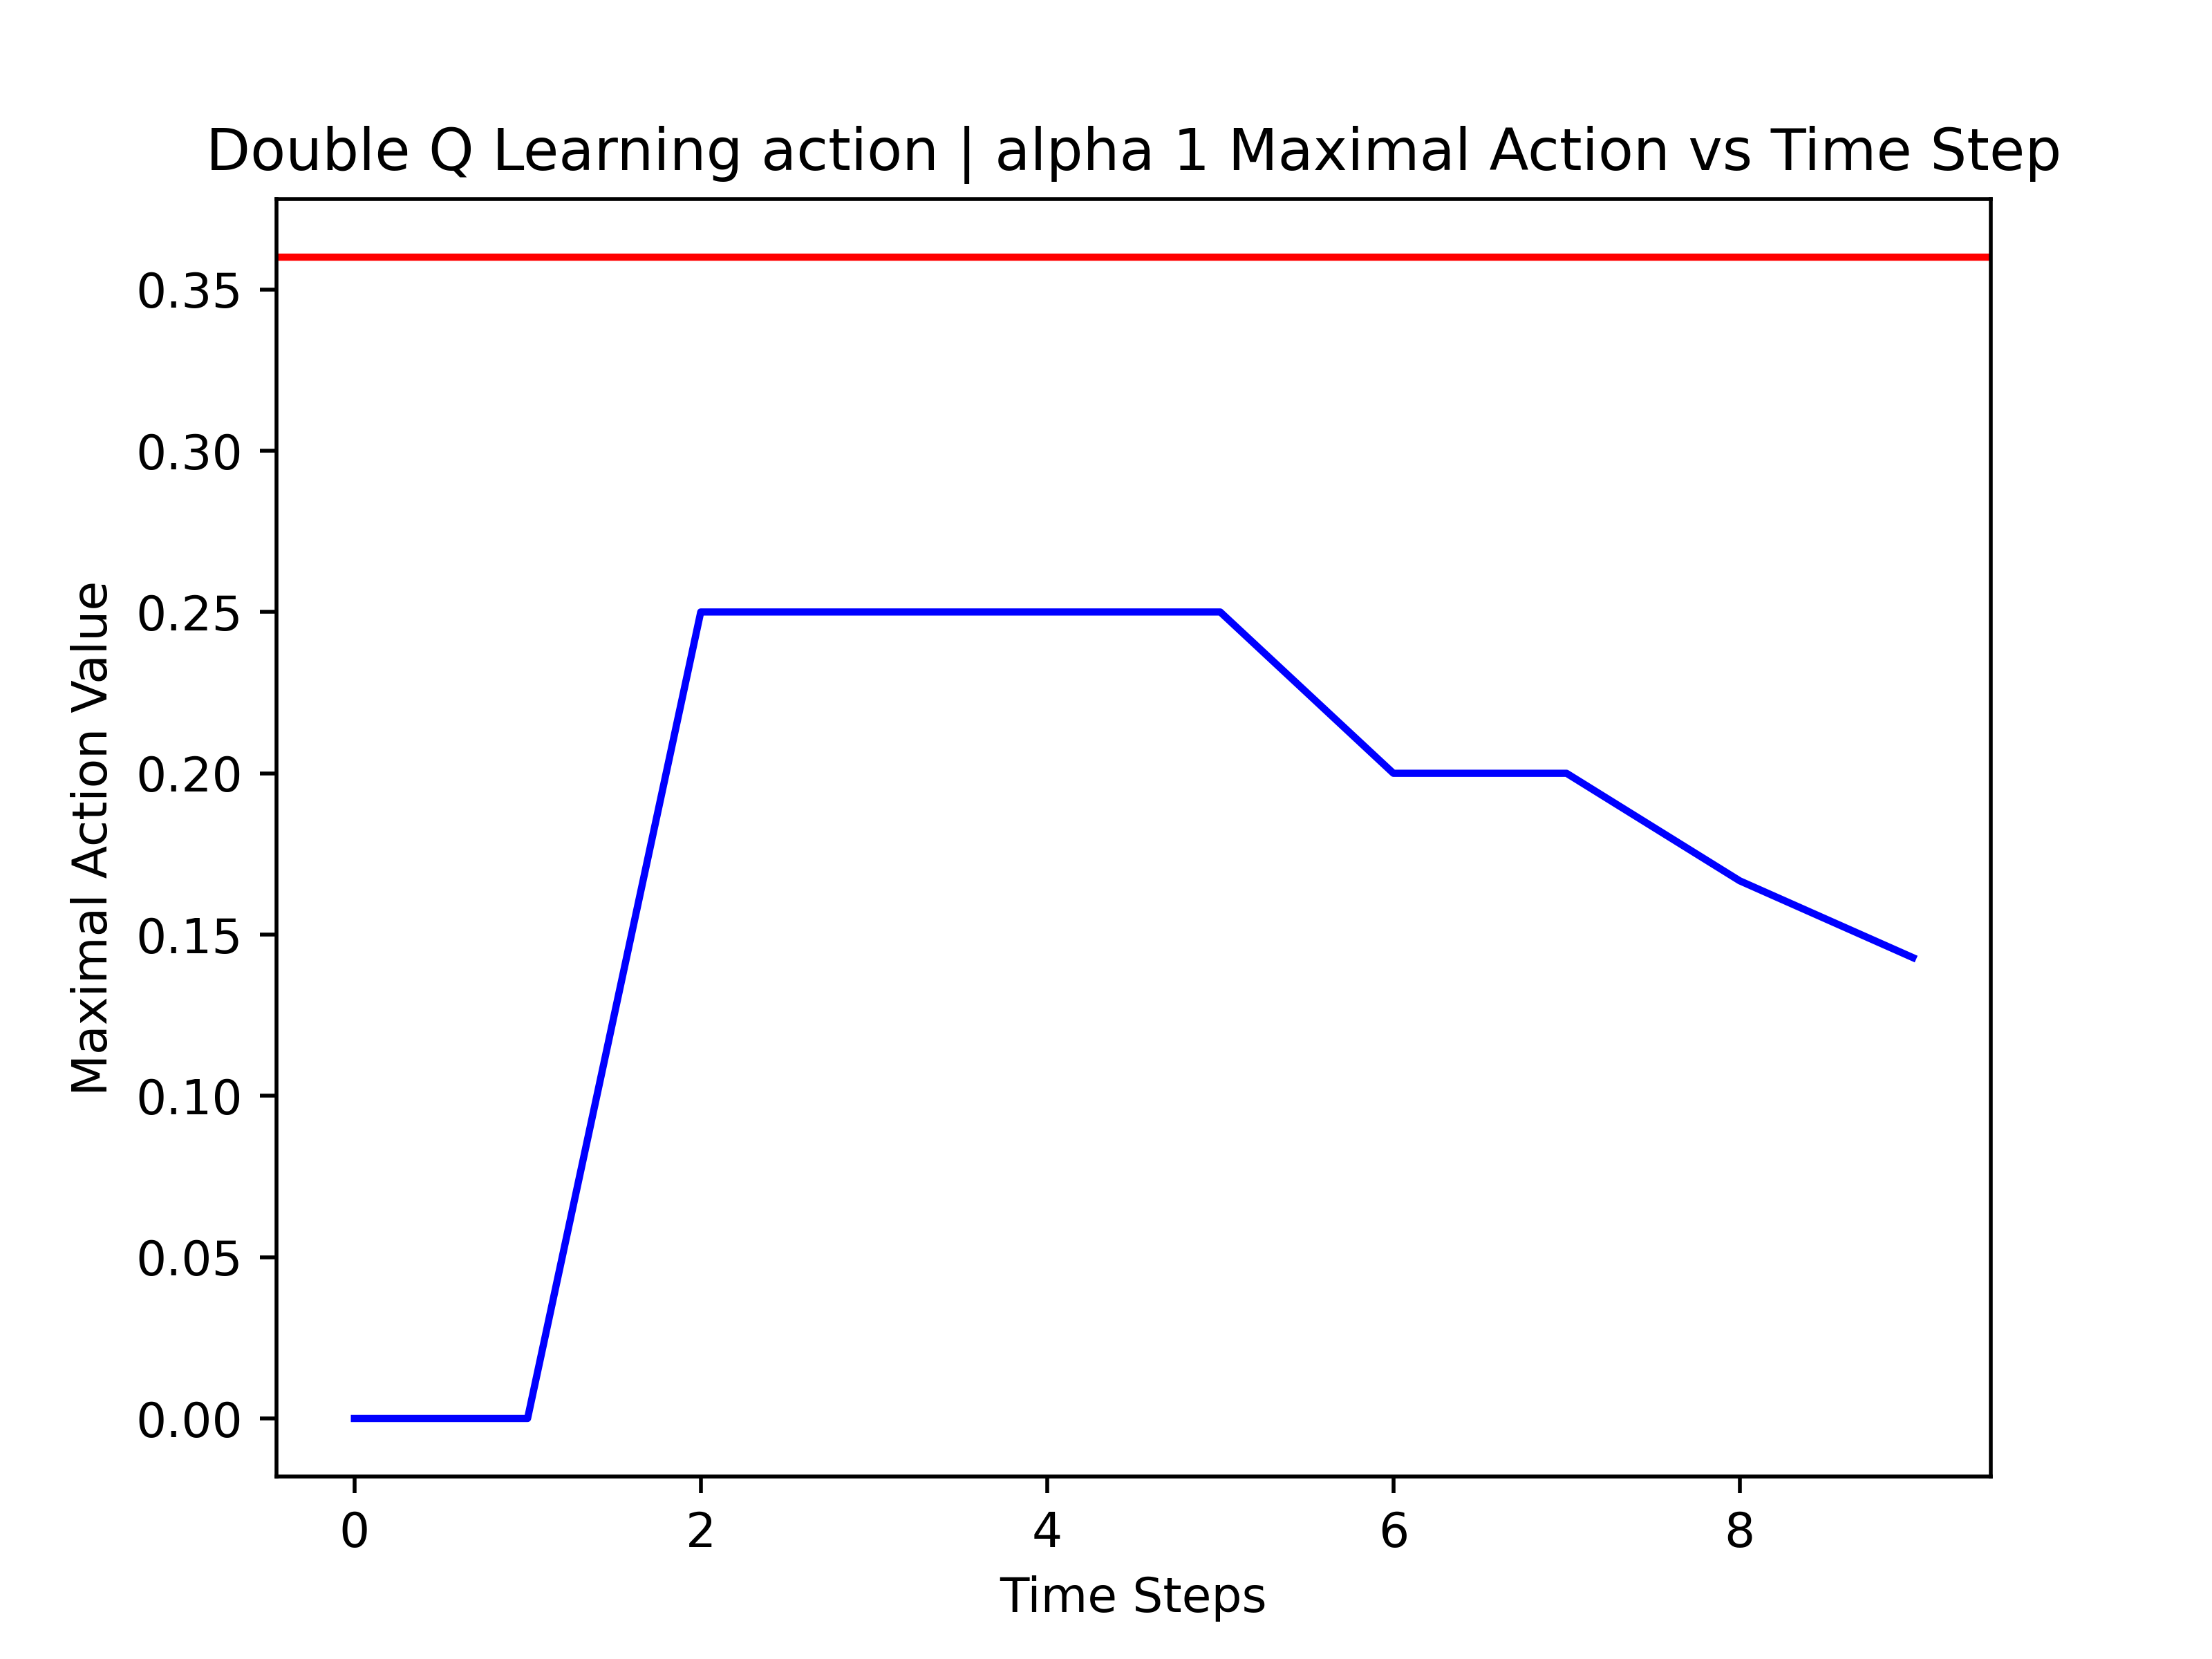 Double Q Learning action | alpha 1 Maximal Action vs Time Step
Maximal Action Value
0.35
0.30
0.25
0.20
0.15
0.10
0.05
0.00
0 2 4 6 8
Time Steps